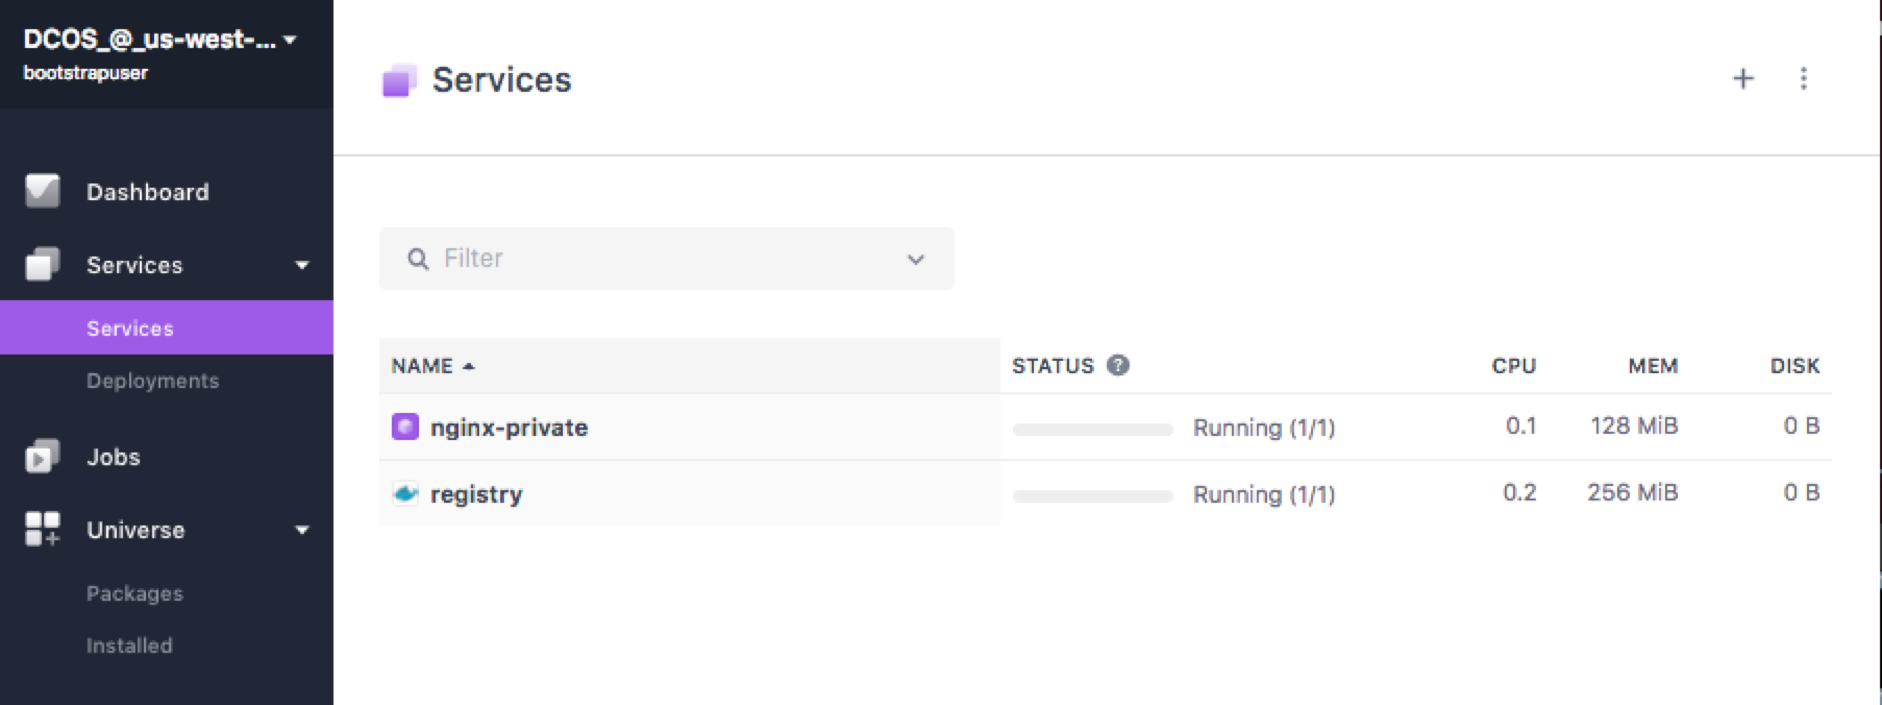 DCOS_@_us-west-...
bootstrapuser
Dashboard
Services
Services
Deployments
Jobs
Universe
Packages
Installed
Services
Filter
NAME STATUS ? CPU MEM DISK
nginx-private Running (1/1) 0.1 128 MiB 0 B
registry Running (1/1) 0.2 256 MiB 0 B